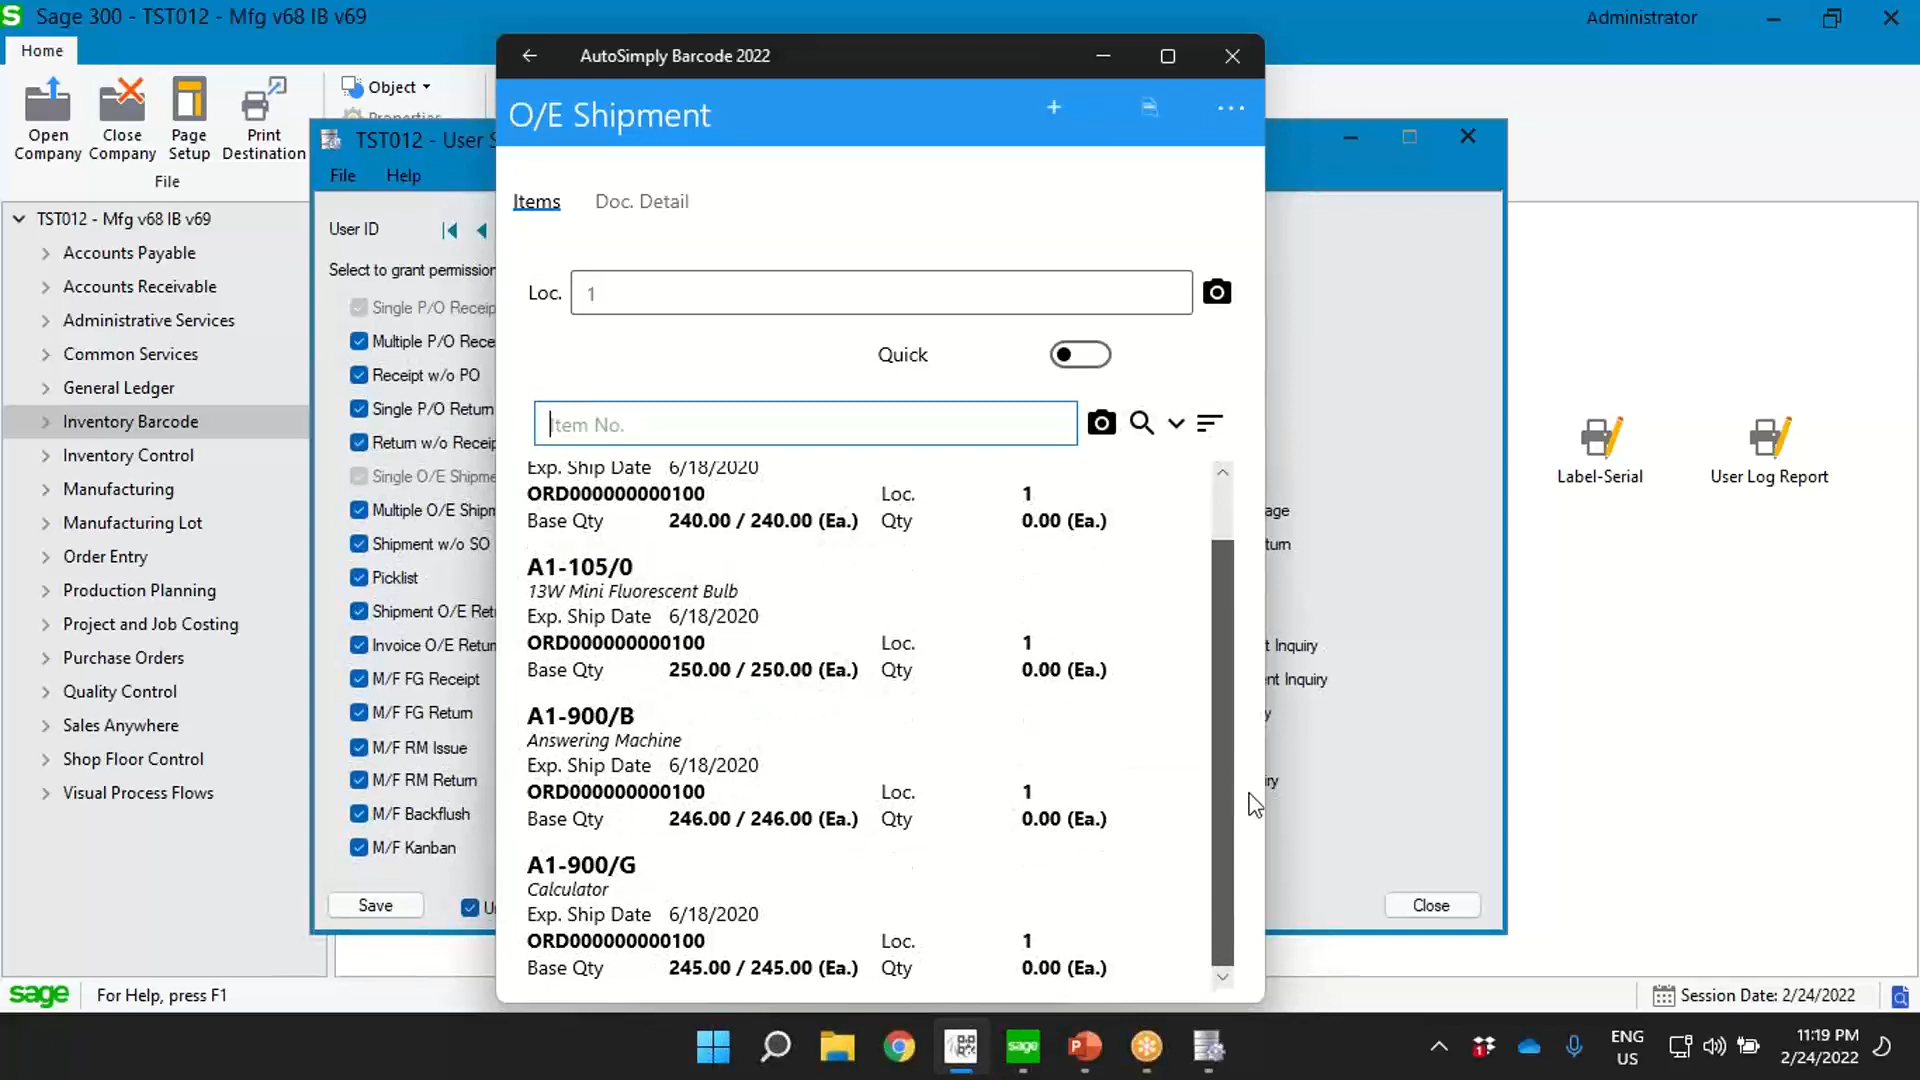 Sage 300 - TST012 - Mfg v68 IB v69
Administrator
Home
Open Company
Close Company
Page Setup
Print Destination
Object
Properties
File
AutoSimply Barcode 2022
O/E Shipment
Items
Doc. Detail
Loc.
1
Quick
Item No.
Exp. Ship Date 6/18/2020
ORD000000000100 Loc. 1
Base Qty 240.00 / 240.00 (Ea.) Qty 0.00 (Ea.)
A1-105/0
13W Mini Fluorescent Bulb
Exp. Ship Date 6/18/2020
ORD000000000100 Loc. 1
Base Qty 250.00 / 250.00 (Ea.) Qty 0.00 (Ea.)
A1-900/B
Answering Machine
Exp. Ship Date 6/18/2020
ORD000000000100 Loc. 1
Base Qty 246.00 / 246.00 (Ea.) Qty 0.00 (Ea.)
A1-900/G
Calculator
Exp. Ship Date 6/18/2020
ORD000000000100 Loc. 1
Base Qty 245.00 / 245.00 (Ea.) Qty 0.00 (Ea.)
TST012 - Mfg v68 IB v69
Accounts Payable
Accounts Receivable
Administrative Services
Common Services
General Ledger
Inventory Barcode
Inventory Control
Manufacturing
Manufacturing Lot
Order Entry
Production Planning
Project and Job Costing
Purchase Orders
Quality Control
Sales Anywhere
Shop Floor Control
Visual Process Flows
TST012 - User S
File
Help
User ID
Select to grant permission
Single P/O Receip
Multiple P/O Rece
Receipt w/o PO
Single P/O Return
Return w/o Receip
Single O/E Shipme
Multiple O/E Shipm
Shipment w/o SO
Picklist
Shipment O/E Ret
Invoice O/E Retur
M/F FG Receipt
M/F FG Return
M/F RM Issue
M/F RM Return
M/F Backflush
M/F Kanban
Save
U
age
turn
t Inquiry
nt Inquiry
y
ry
Close
Label-Serial
User Log Report
sage
For Help, press F1
Session Date: 2/24/2022
sage
1
ENG
US
11:19 PM
2/24/2022